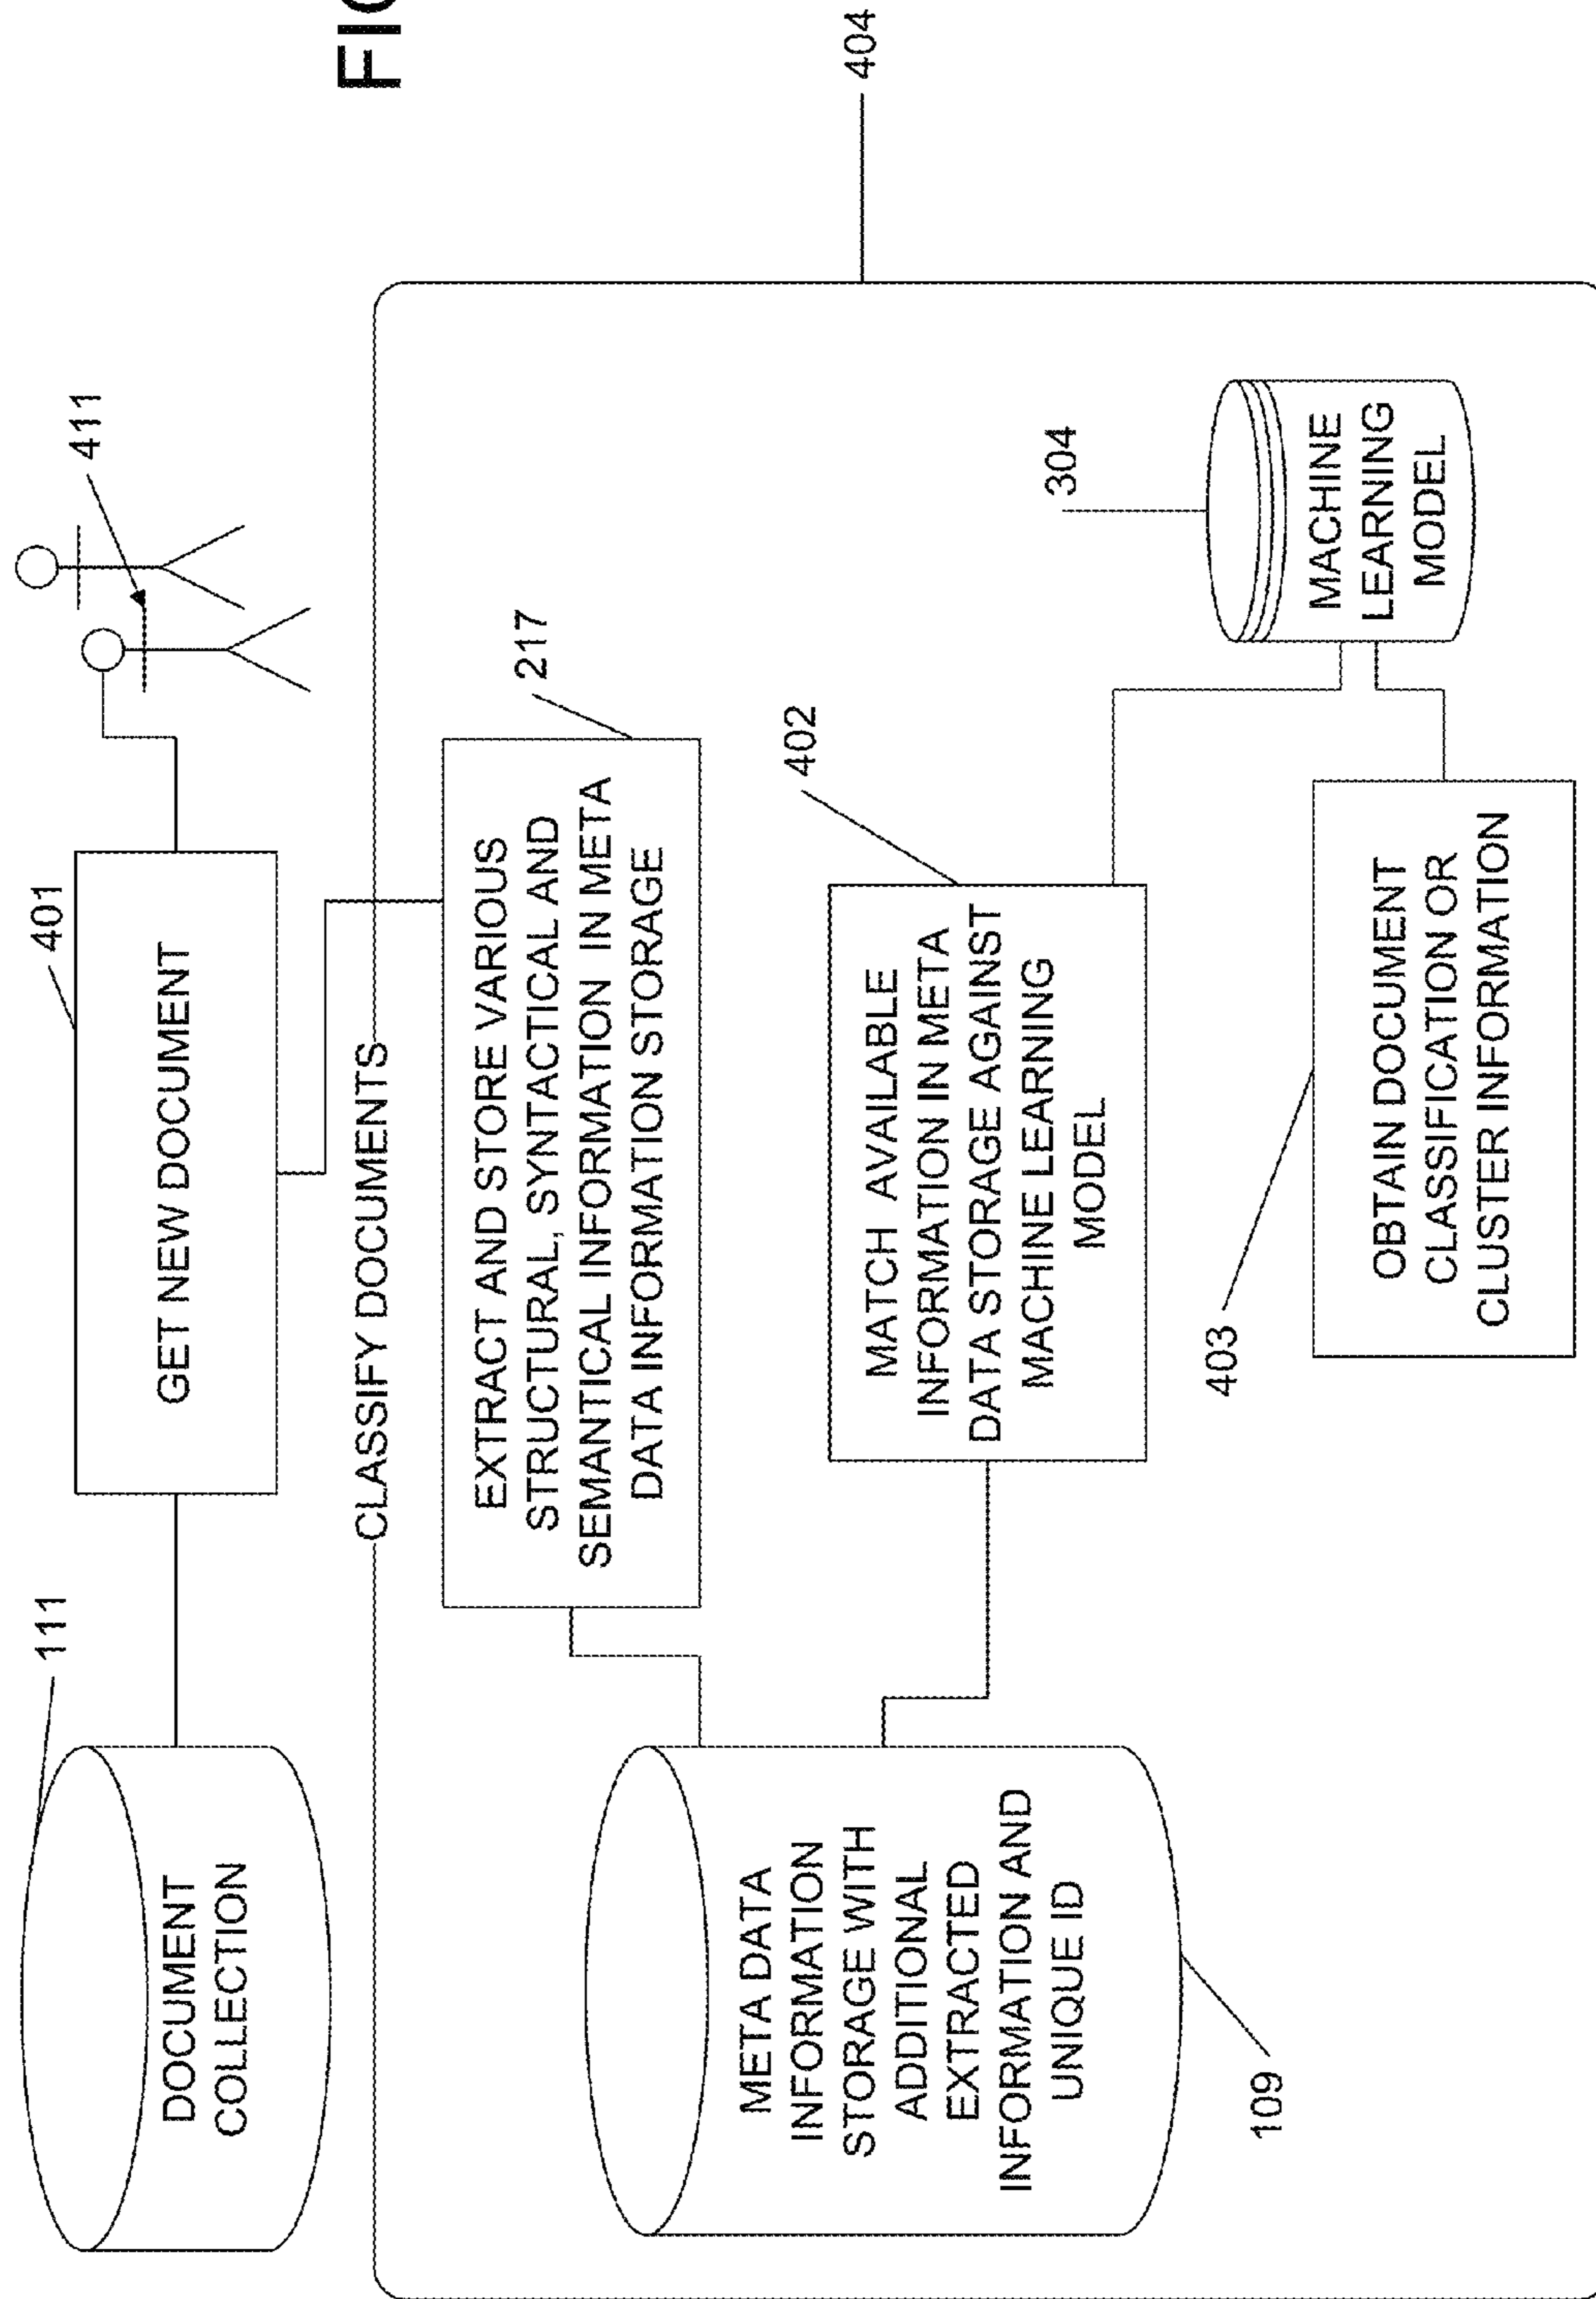 111
DOCUMENT
COLLECTION
401
GET NEW DOCUMENT
411
CLASSIFY DOCUMENTS
217
EXTRACT AND STORE VARIOUS
STRUCTURAL, SYNTACTICAL AND
SEMANTICAL INFORMATION IN META
DATA INFORMATION STORAGE
META DATA
INFORMATION
STORAGE WITH
ADDITIONAL
EXTRACTED
INFORMATION AND
UNIQUE ID
109
402
MATCH AVAILABLE
INFORMATION IN META
DATA STORAGE AGAINST
MACHINE LEARNING
MODEL
404
304
MACHINE
LEARNING
MODEL
403
OBTAIN DOCUMENT
CLASSIFICATION OR
CLUSTER INFORMATION